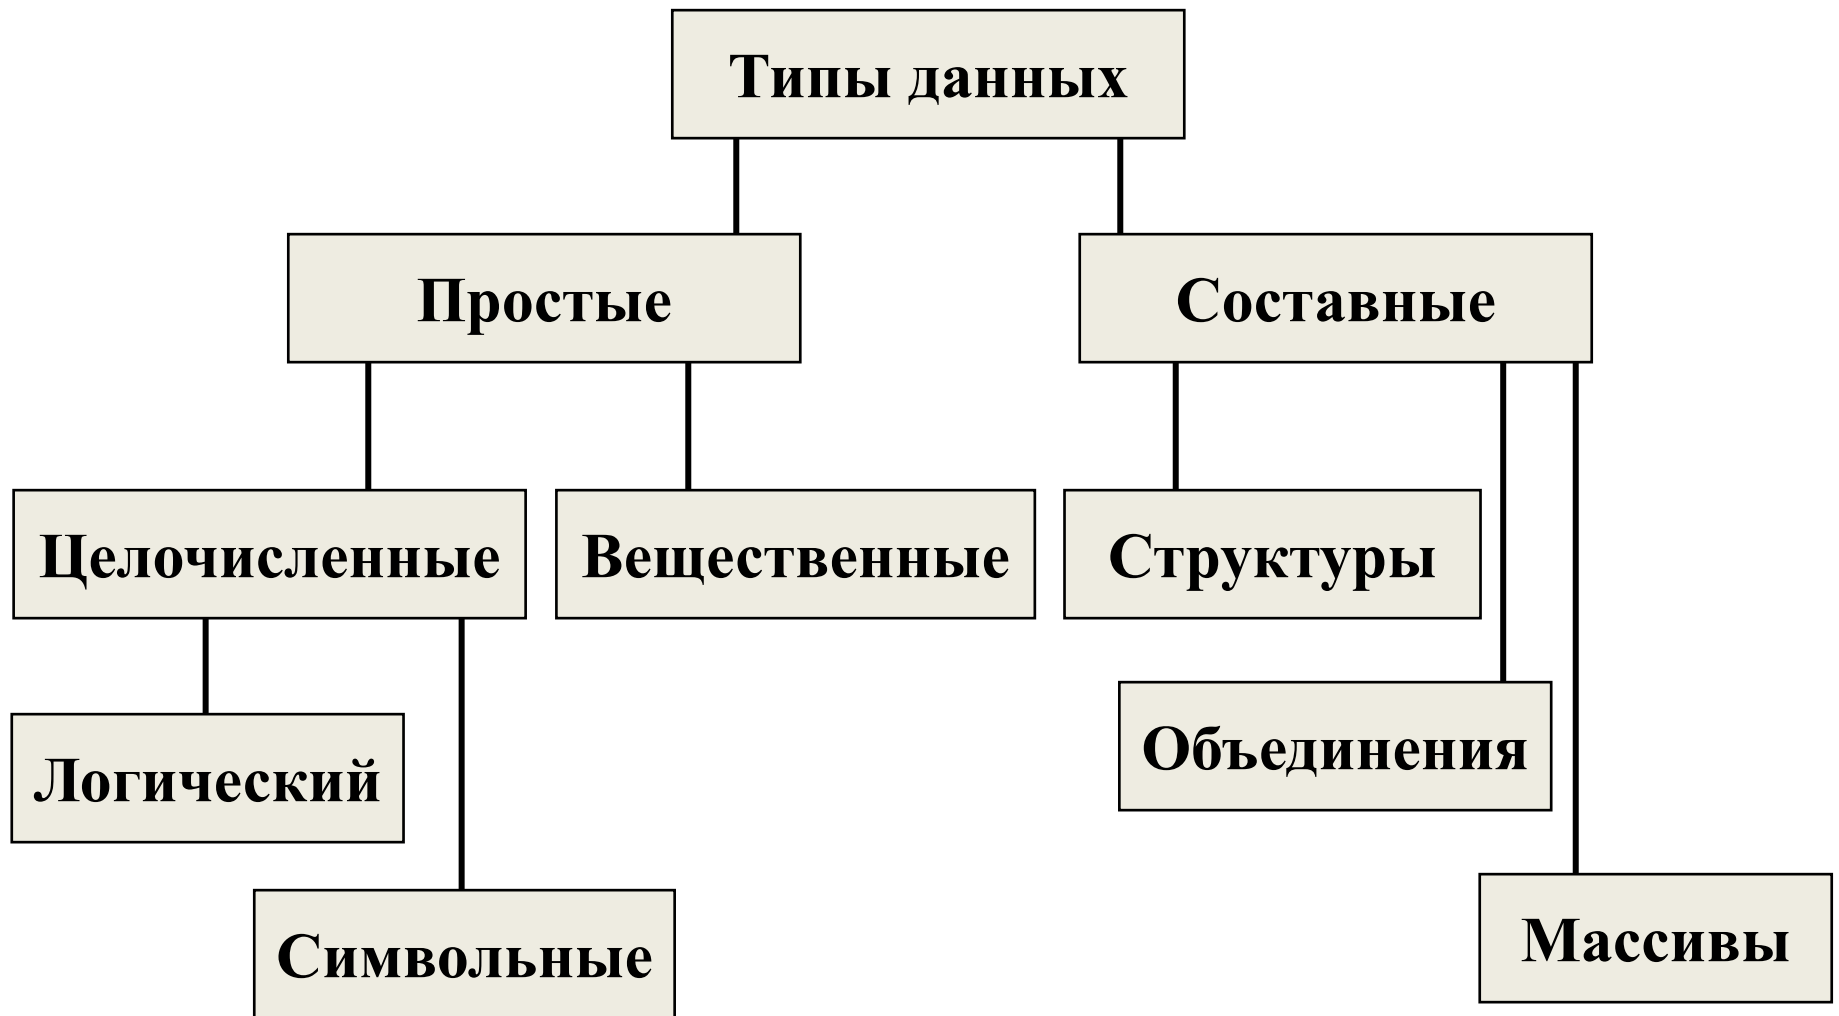 Типы данных
Простые
Составные
Целочисленные
Вещественные
Структуры
Объединения
Логический
Массивы
Символьные